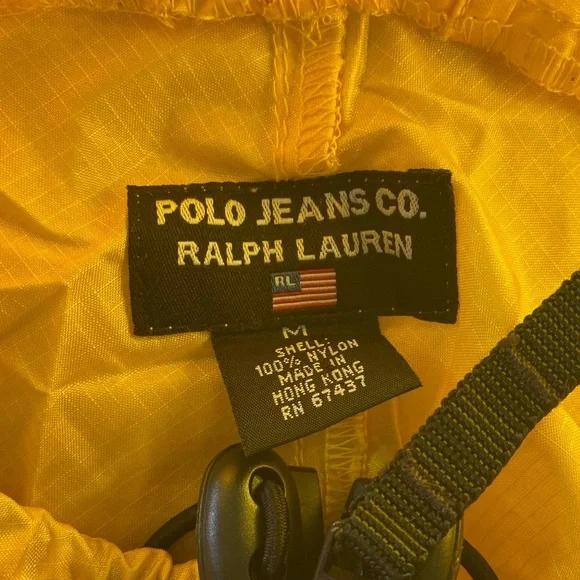 POLO JEANS CO.
RALPH LAUREN
RL
M
SHELL:
100% NYLON
MADE IN
HONG KONG
RN 67437